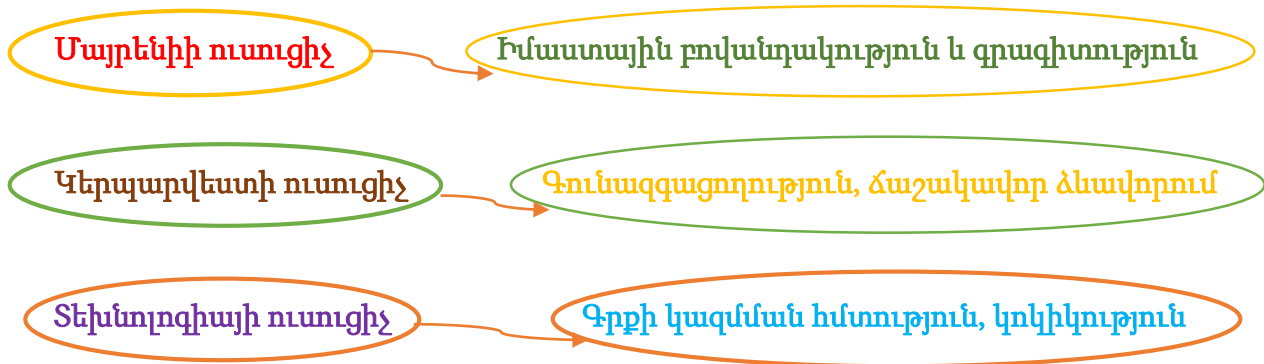 Մայրենիի ուսուցիչ
Իմաստային բովանդակություն և գրագիտություն
Կերպարվեստի ուսուցիչ
Գունազգացողություն, ճաշակավոր ձևավորում
Տեխնոլոգիայի ուսուցիչ
Գրքի կազմման հմտություն, կոկիկություն